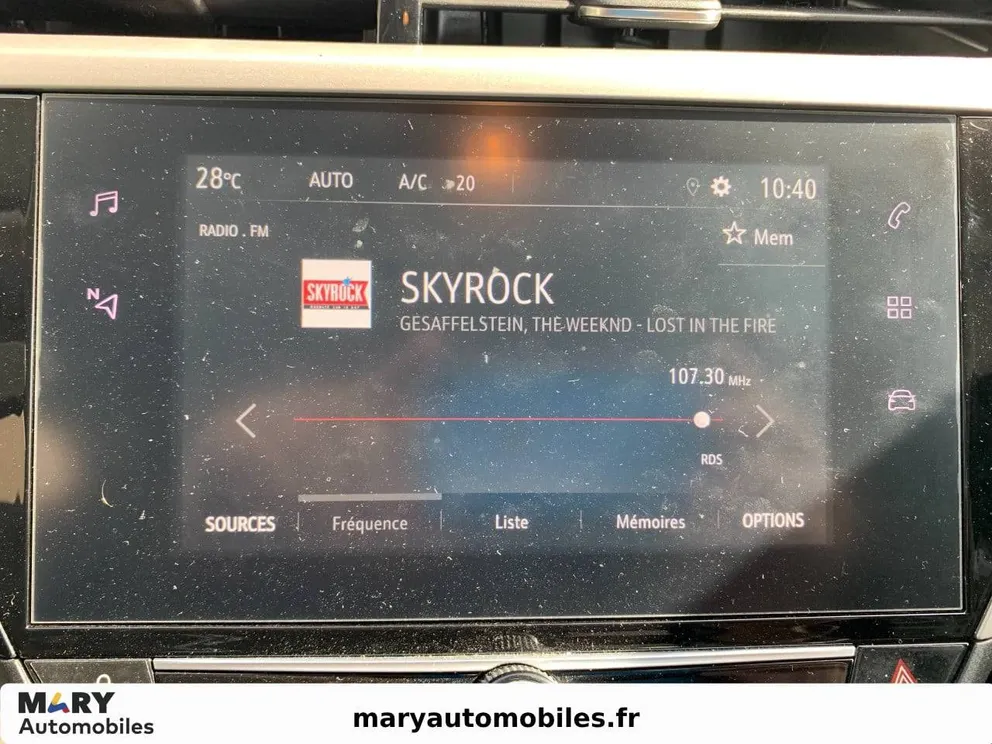 28°C AUTO A/C 20 10:40
RADIO . FM
Mem
N
SKYROCK
SKYROCK
GESAFFELSTEIN, THE WEEKND - LOST IN THE FIRE
107.30 MHz
RDS
SOURCES Fréquence Liste Mémoires OPTIONS
MARY
Automobiles
maryautomobiles.fr